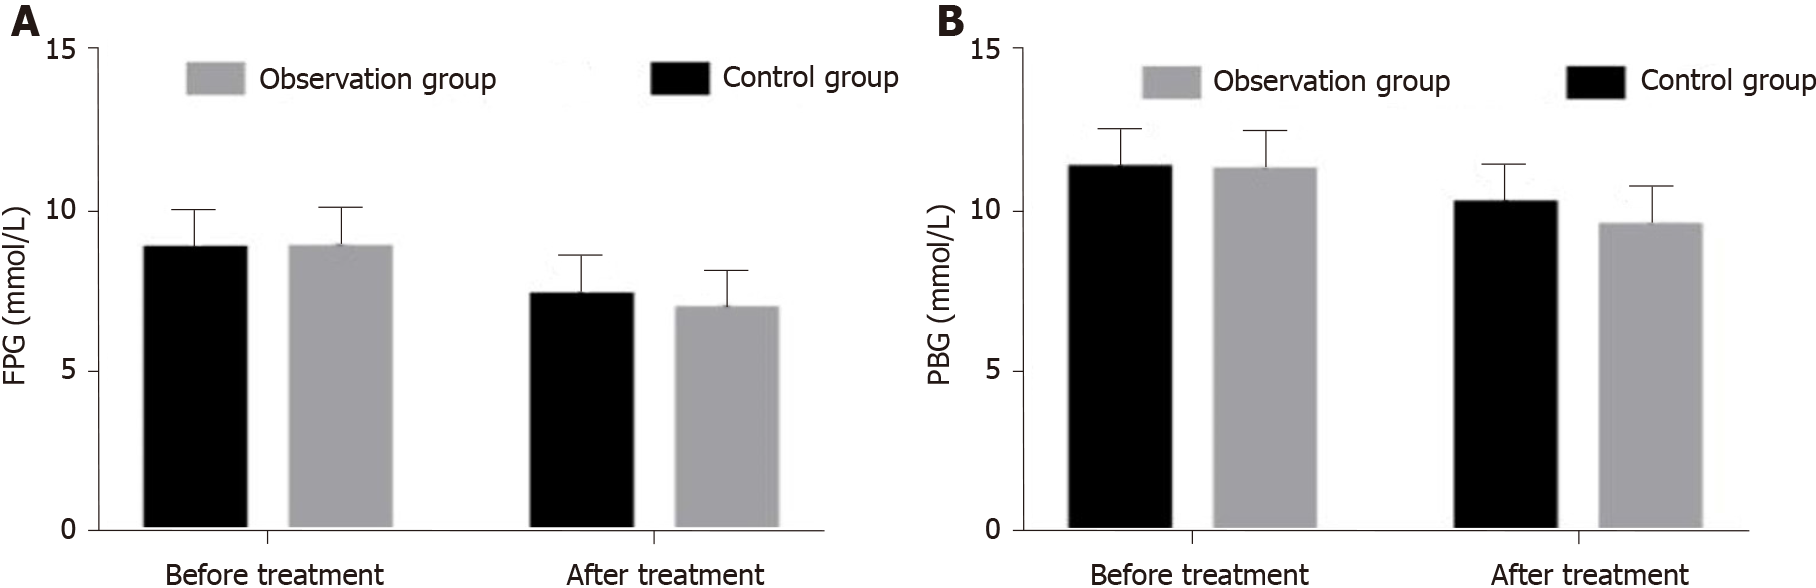 A
15
Observation group
Control group
10
5
0
FPG (mmol/L)
Before treatment
After treatment
B
15
Observation group
Control group
10
5
0
PBG (mmol/L)
Before treatment
After treatment